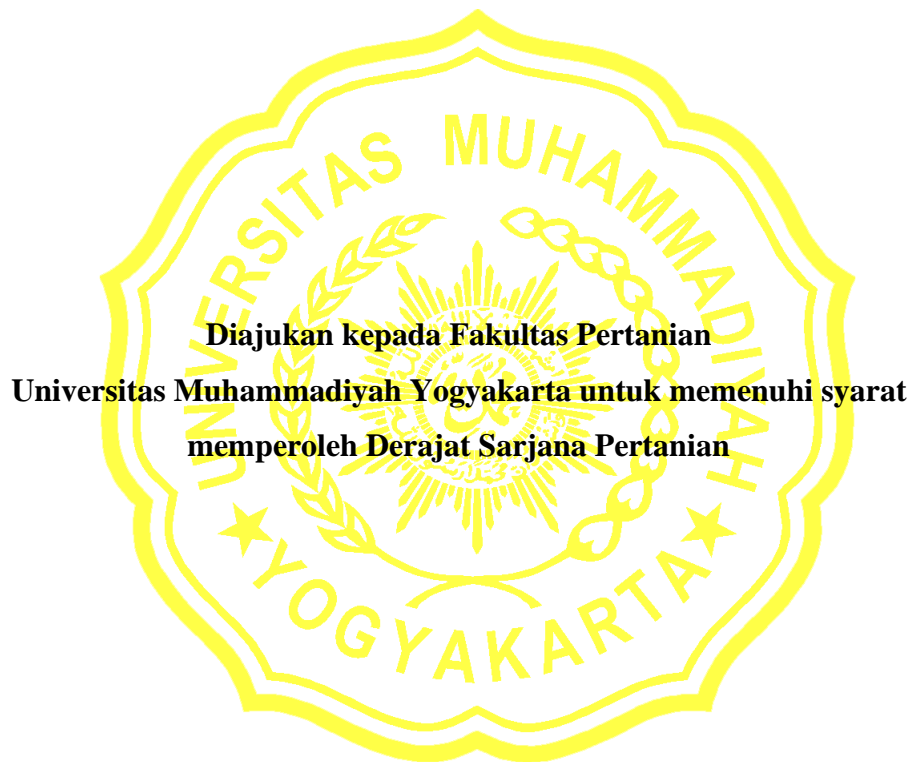 UNIVERSITAS MUHAMMADIYAH
Diajukan kepada Fakultas Pertanian
Universitas Muhammadiyah Yogyakarta untuk memenuhi syarat
memperoleh Derajat Sarjana Pertanian
YOGYAKARTA